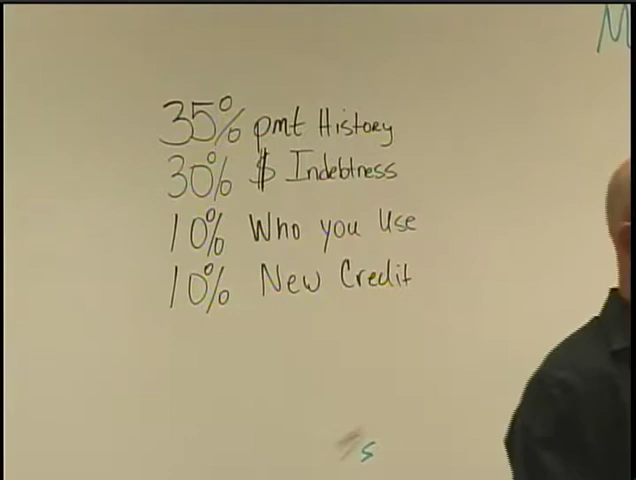 M
35% pmt History
30% $ Indebtness
10% Who you Use
10% New Credit
s